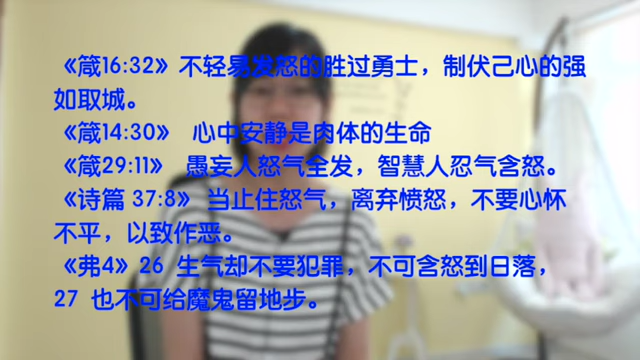 《箴16:32》不轻易发怒的胜过勇士，制伏己心的强
如取城。
《箴14:30》 心中安静是肉体的生命
《箴29:11》 愚妄人怒气全发，智慧人忍气含怒。
《诗篇 37:8》 当止住怒气，离弃愤怒，不要心怀
不平，以致作恶。
《弗4》26 生气却不要犯罪，不可含怒到日落，
27 也不可给魔鬼留地步。